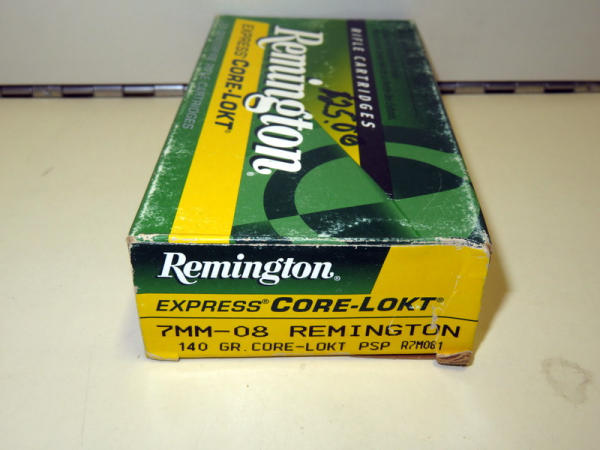 RIFLE CARTRIDGES
Remington®
$25.00
EXPRESS® CORE-LOKT®
Remington®
EXPRESS® CORE-LOKT®
7MM-08 REMINGTON
140 GR. CORE-LOKT PSP R7M081